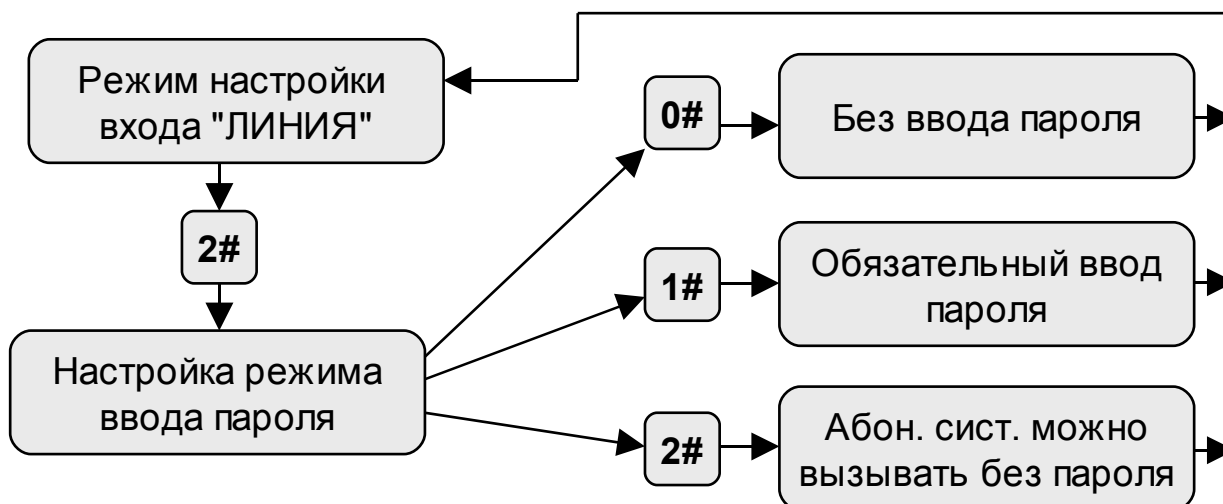 Режим настройки
входа "ЛИНИЯ"
2#
Настройка режима
ввода пароля
0#
Без ввода пароля
1#
Обязательный ввод
пароля
2#
Абон. сист. можно
вызывать без пароля